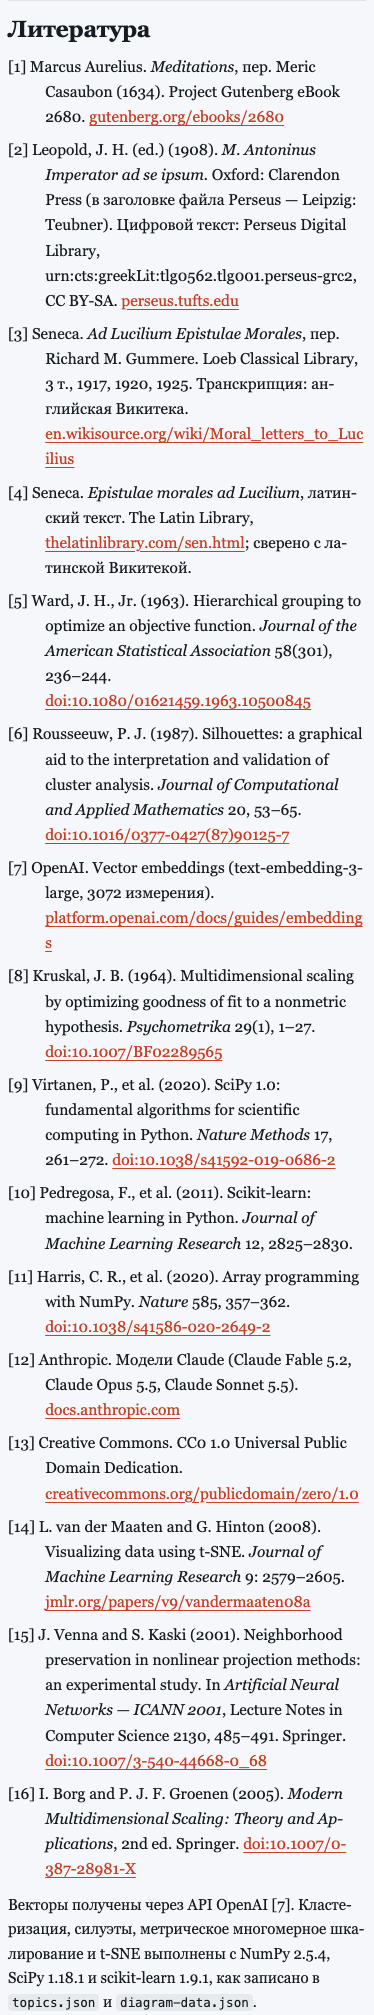 Литература
[1] Marcus Aurelius. Meditations, пер. Meric
Casaubon (1634). Project Gutenberg eBook
2680. gutenberg.org/ebooks/2680
[2] Leopold, J. H. (ed.) (1908). M. Antoninus
Imperator ad se ipsum. Oxford: Clarendon
Press (в заголовке файла Perseus — Leipzig:
Teubner). Цифровой текст: Perseus Digital
Library,
urn:cts:greekLit:tlg0562.tlg001.perseus-grc2,
CC BY-SA. perseus.tufts.edu
[3] Seneca. Ad Lucilium Epistulae Morales, пер.
Richard M. Gummere. Loeb Classical Library,
3 т., 1917, 1920, 1925. Транскрипция: ан-
глийская Викитека.
en.wikisource.org/wiki/Moral_letters_to_Luc
ilius
[4] Seneca. Epistulae morales ad Lucilium, латин-
ский текст. The Latin Library,
thelatinlibrary.com/sen.html; сверено с ла-
тинской Викитекой.
[5] Ward, J. H., Jr. (1963). Hierarchical grouping to
optimize an objective function. Journal of the
American Statistical Association 58(301),
236–244.
doi:10.1080/01621459.1963.10500845
[6] Rousseeuw, P. J. (1987). Silhouettes: a graphical
aid to the interpretation and validation of
cluster analysis. Journal of Computational
and Applied Mathematics 20, 53–65.
doi:10.1016/0377-0427(87)90125-7
[7] OpenAI. Vector embeddings (text-embedding-3-
large, 3072 измерения).
platform.openai.com/docs/guides/embedding
s
[8] Kruskal, J. B. (1964). Multidimensional scaling
by optimizing goodness of fit to a nonmetric
hypothesis. Psychometrika 29(1), 1–27.
doi:10.1007/BF02289565
[9] Virtanen, P., et al. (2020). SciPy 1.0:
fundamental algorithms for scientific
computing in Python. Nature Methods 17,
261–272. doi:10.1038/s41592-019-0686-2
[10] Pedregosa, F., et al. (2011). Scikit-learn:
machine learning in Python. Journal of
Machine Learning Research 12, 2825–2830.
[11] Harris, C. R., et al. (2020). Array programming
with NumPy. Nature 585, 357–362.
doi:10.1038/s41586-020-2649-2
[12] Anthropic. Модели Claude (Claude Fable 5.2,
Claude Opus 5.5, Claude Sonnet 5.5).
docs.anthropic.com
[13] Creative Commons. CC0 1.0 Universal Public
Domain Dedication.
creativecommons.org/publicdomain/zero/1.0
[14] L. van der Maaten and G. Hinton (2008).
Visualizing data using t-SNE. Journal of
Machine Learning Research 9: 2579–2605.
jmlr.org/papers/v9/vandermaaten08a
[15] J. Venna and S. Kaski (2001). Neighborhood
preservation in nonlinear projection methods:
an experimental study. In Artificial Neural
Networks — ICANN 2001, Lecture Notes in
Computer Science 2130, 485–491. Springer.
doi:10.1007/3-540-44668-0_68
[16] I. Borg and P. J. F. Groenen (2005). Modern
Multidimensional Scaling: Theory and Ap-
plications, 2nd ed. Springer. doi:10.1007/0-
387-28981-X
Векторы получены через API OpenAI [7]. Класте-
ризация, силуэты, метрическое многомерное шка-
лирование и t-SNE выполнены с NumPy 2.5.4,
SciPy 1.18.1 и scikit-learn 1.9.1, как записано в
topics.json и diagram-data.json.